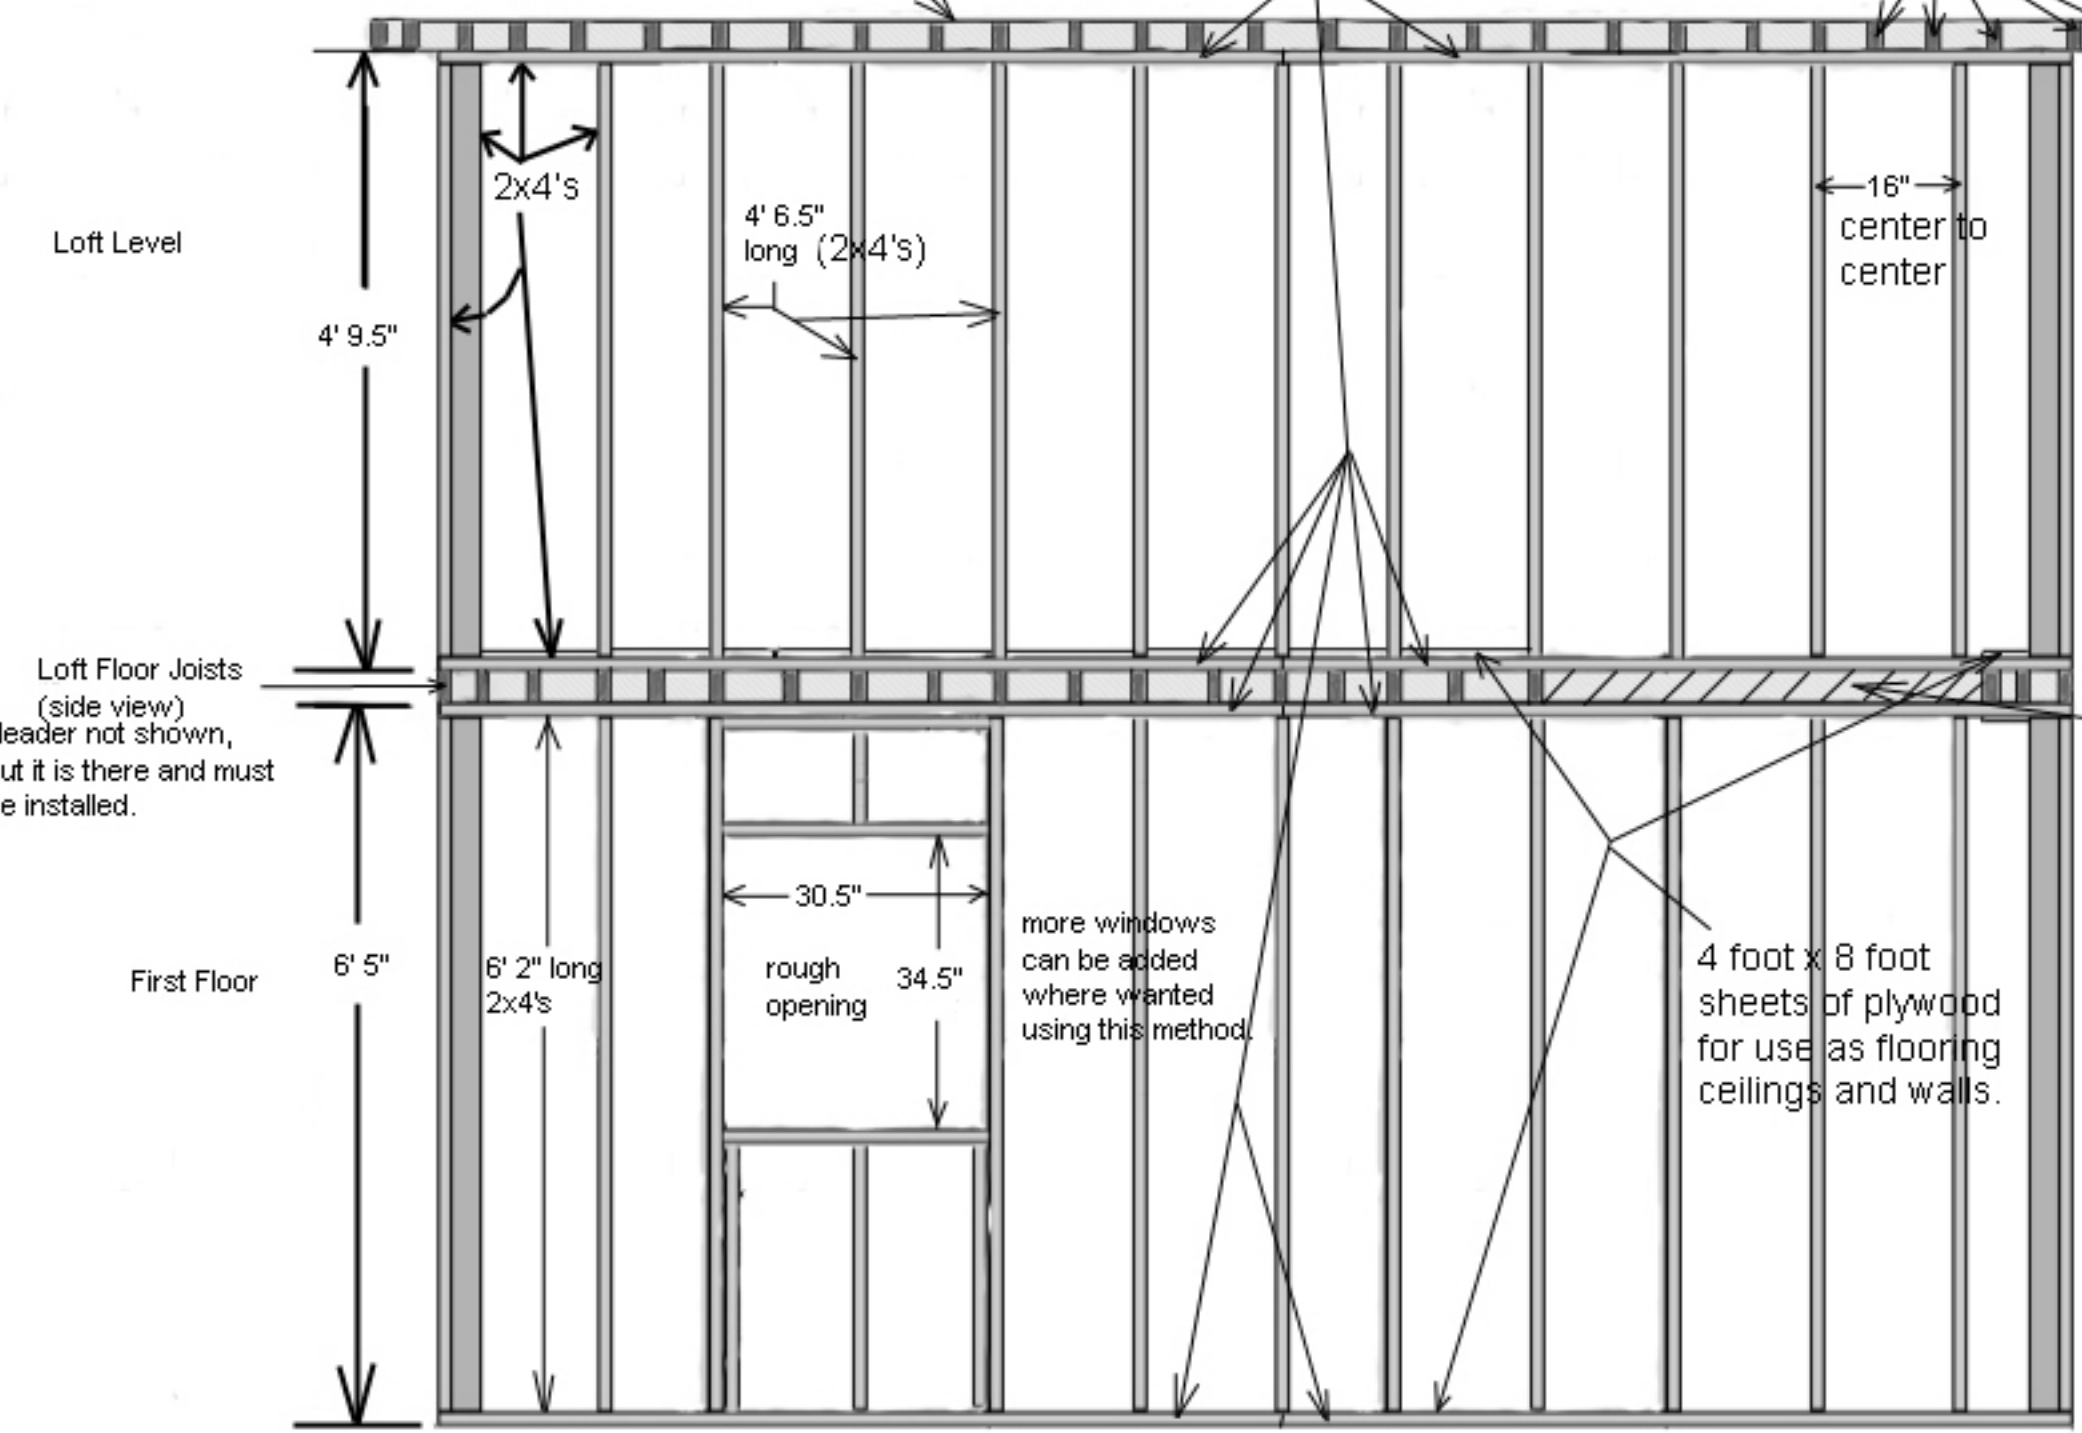 2x4's
16"
center to
center
4' 6.5"
long (2x4's)
Loft Level
4' 9.5"
Loft Floor Joists
(side view)
leader not shown,
ut it is there and must
e installed.
30.5"
more windows
can be added
where wanted
using this method.
First Floor
6' 5"
6' 2" long
2x4's
rough
opening
34.5"
4 foot x 8 foot
sheets of plywood
for use as flooring
ceilings and walls.